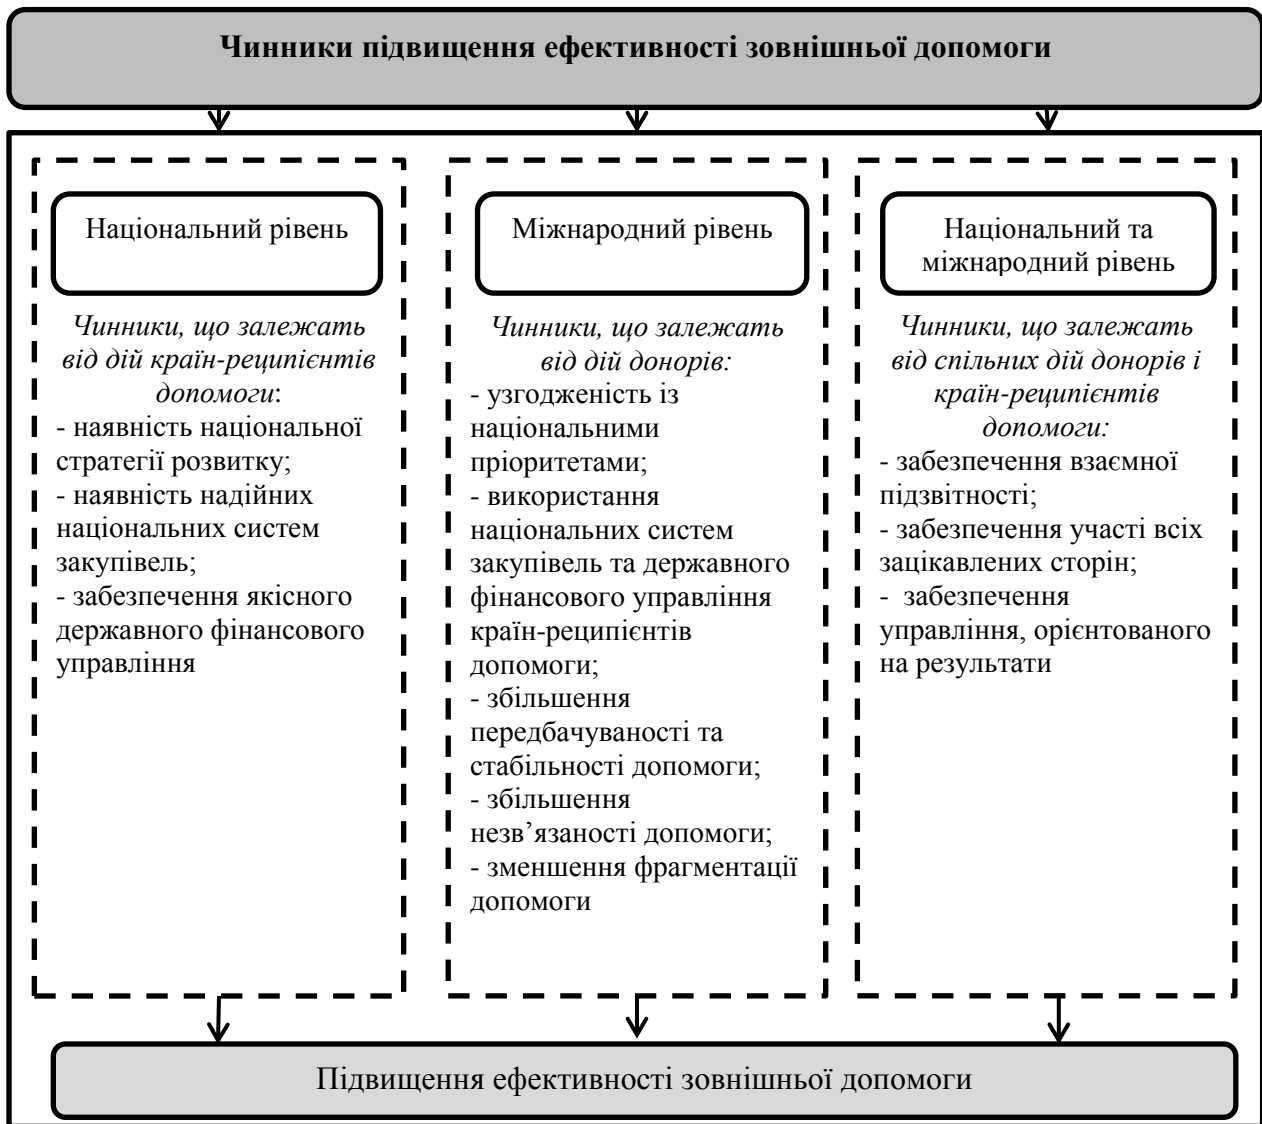 Чинники підвищення ефективності зовнішньої допомоги
Національний рівень
Чинники, що залежать
від дій країн-реципієнтів
допомоги:
- наявність національної
стратегії розвитку;
- наявність надійних
національних систем
закупівель;
- забезпечення якісного
державного фінансового
управління
Міжнародний рівень
Чинники, що залежать
від дій донорів:
- узгодженість із
національними
пріоритетами;
- використання
національних систем
закупівель та державного
фінансового управління
країн-реципієнтів
допомоги;
- збільшення
передбачуваності та
стабільності допомоги;
- збільшення
незв’язаності допомоги;
- зменшення фрагментації
допомоги
Національний та
міжнародний рівень
Чинники, що залежать
від спільних дій донорів і
країн-реципієнтів
допомоги:
- забезпечення взаємної
підзвітності;
- забезпечення участі всіх
зацікавлених сторін;
- забезпечення
управління, орієнтованого
на результати
Підвищення ефективності зовнішньої допомоги